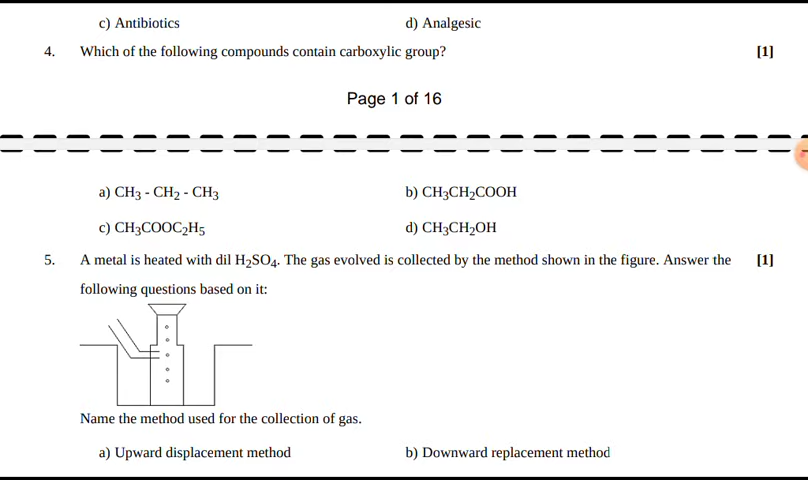 c) Antibiotics d) Analgesic
4. Which of the following compounds contain carboxylic group? [1]
Page 1 of 16
a) CH₃ - CH₂ - CH₃ b) CH₃CH₂COOH
c) CH₃COOC₂H₅ d) CH₃CH₂OH
5. A metal is heated with dil H₂SO₄. The gas evolved is collected by the method shown in the figure. Answer the [1]
following questions based on it:
Name the method used for the collection of gas.
a) Upward displacement method b) Downward replacement method